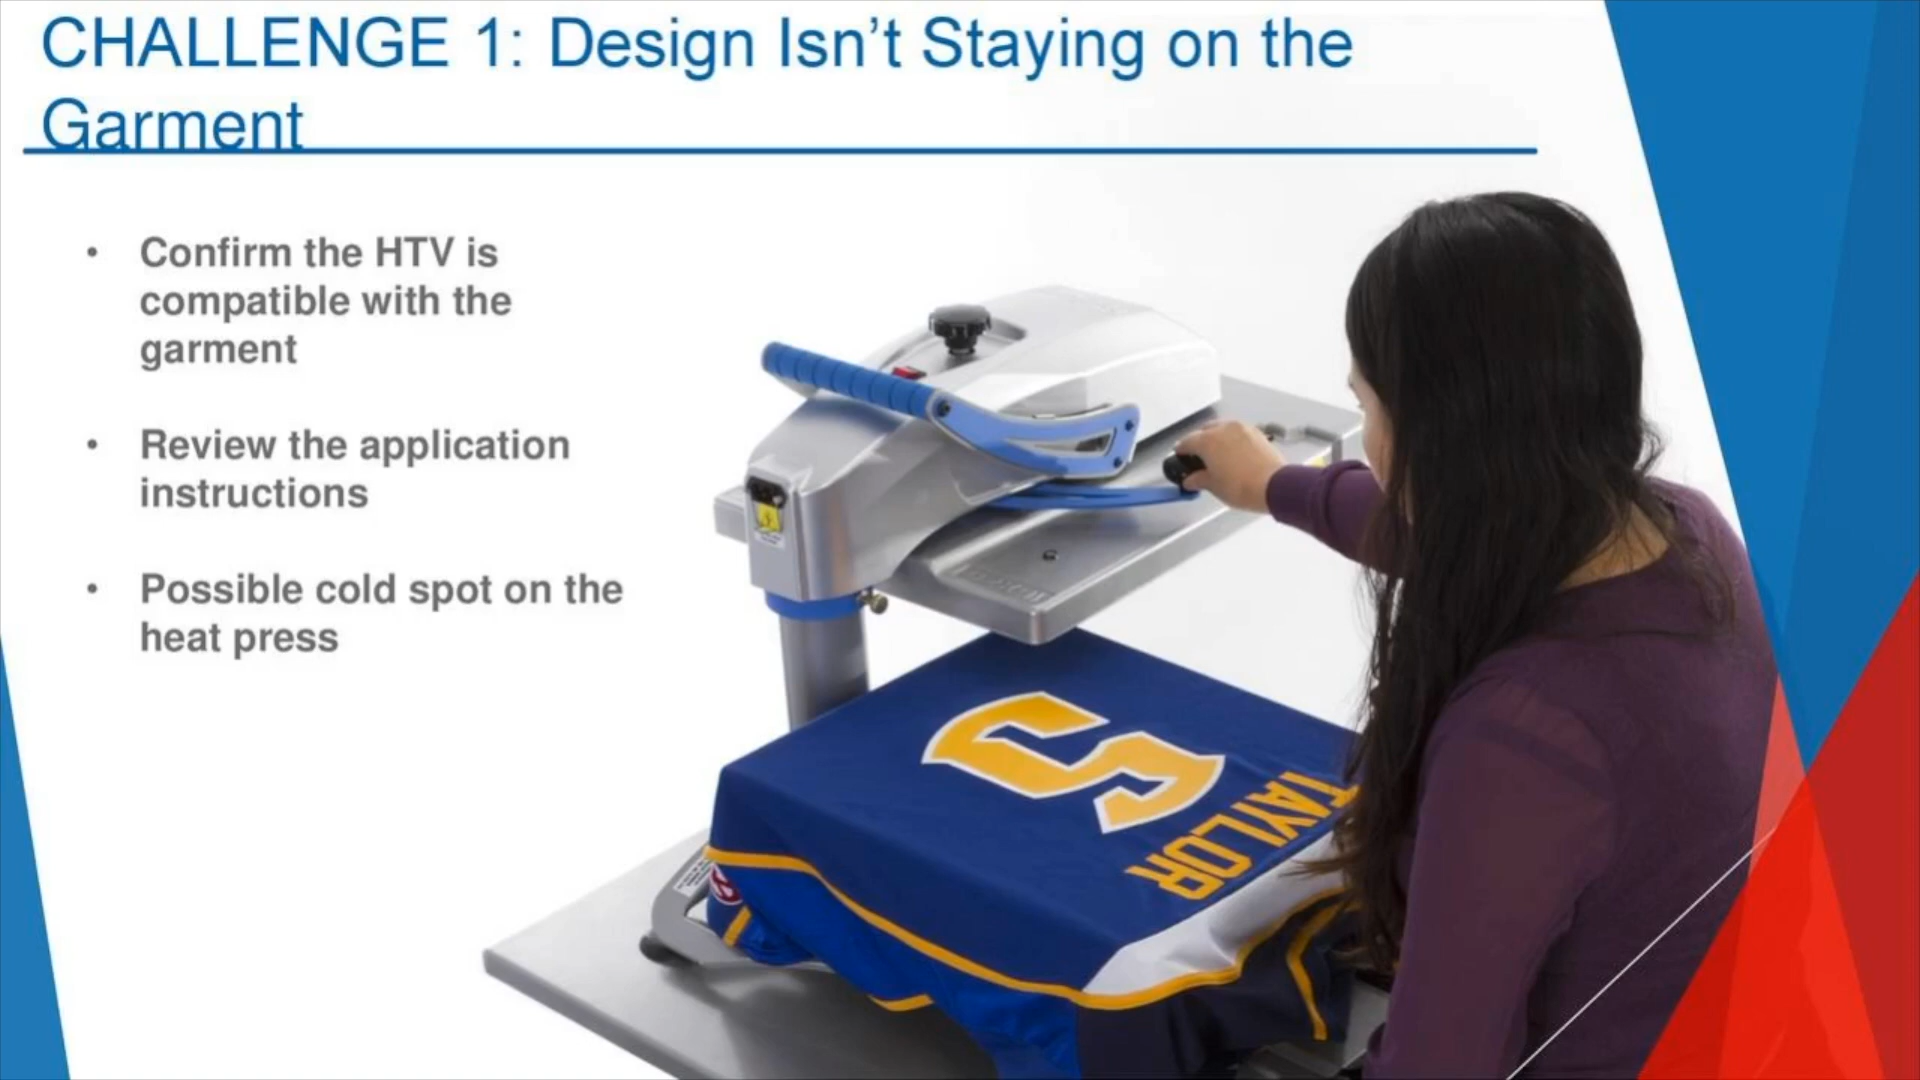 CHALLENGE 1: Design Isn’t Staying on the
Garment
• Confirm the HTV is
compatible with the
garment
• Review the application
instructions
• Possible cold spot on the
heat press
5
TAYLOR